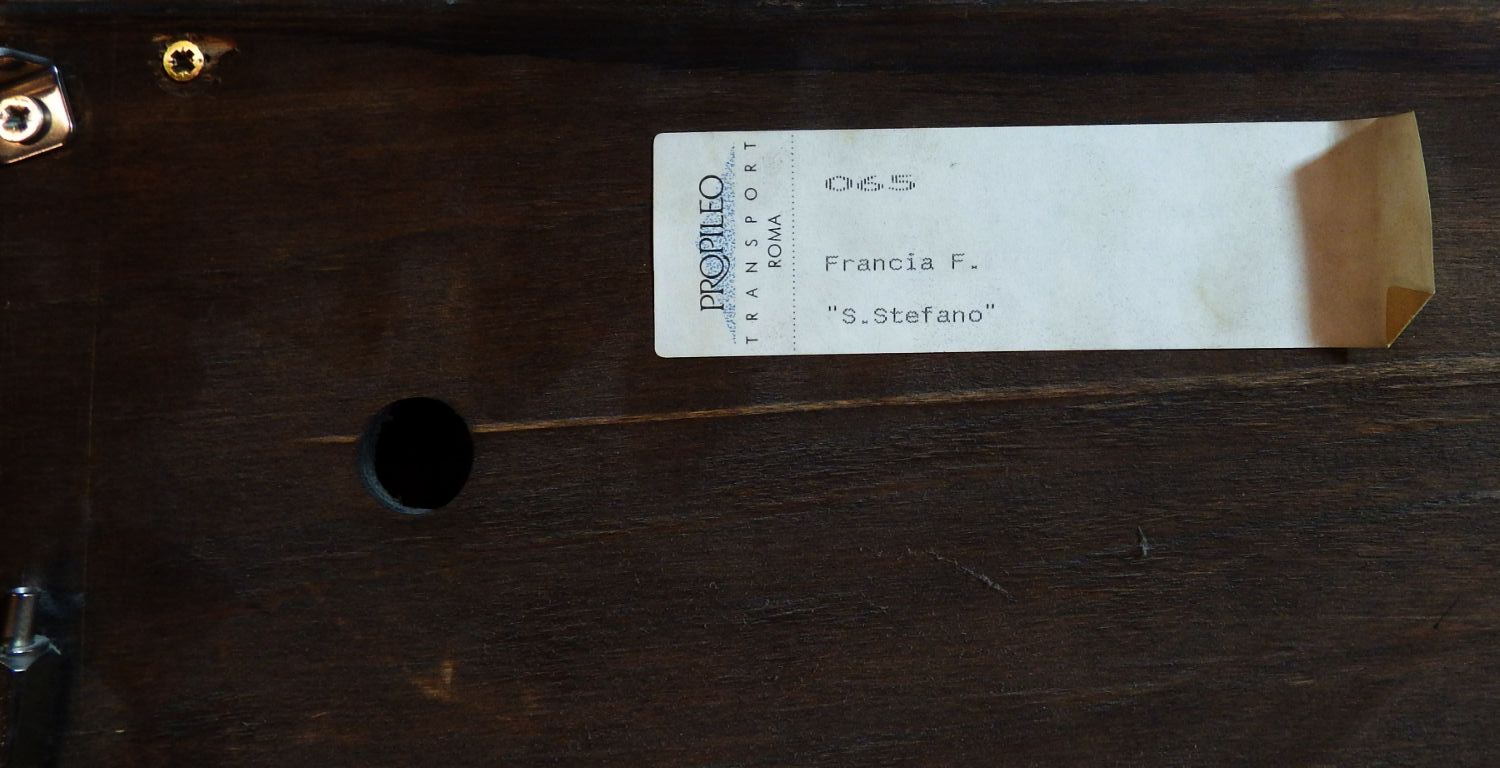 PROPILEO
TRANSPORT
ROMA
065
Francia F.
"S.Stefano"